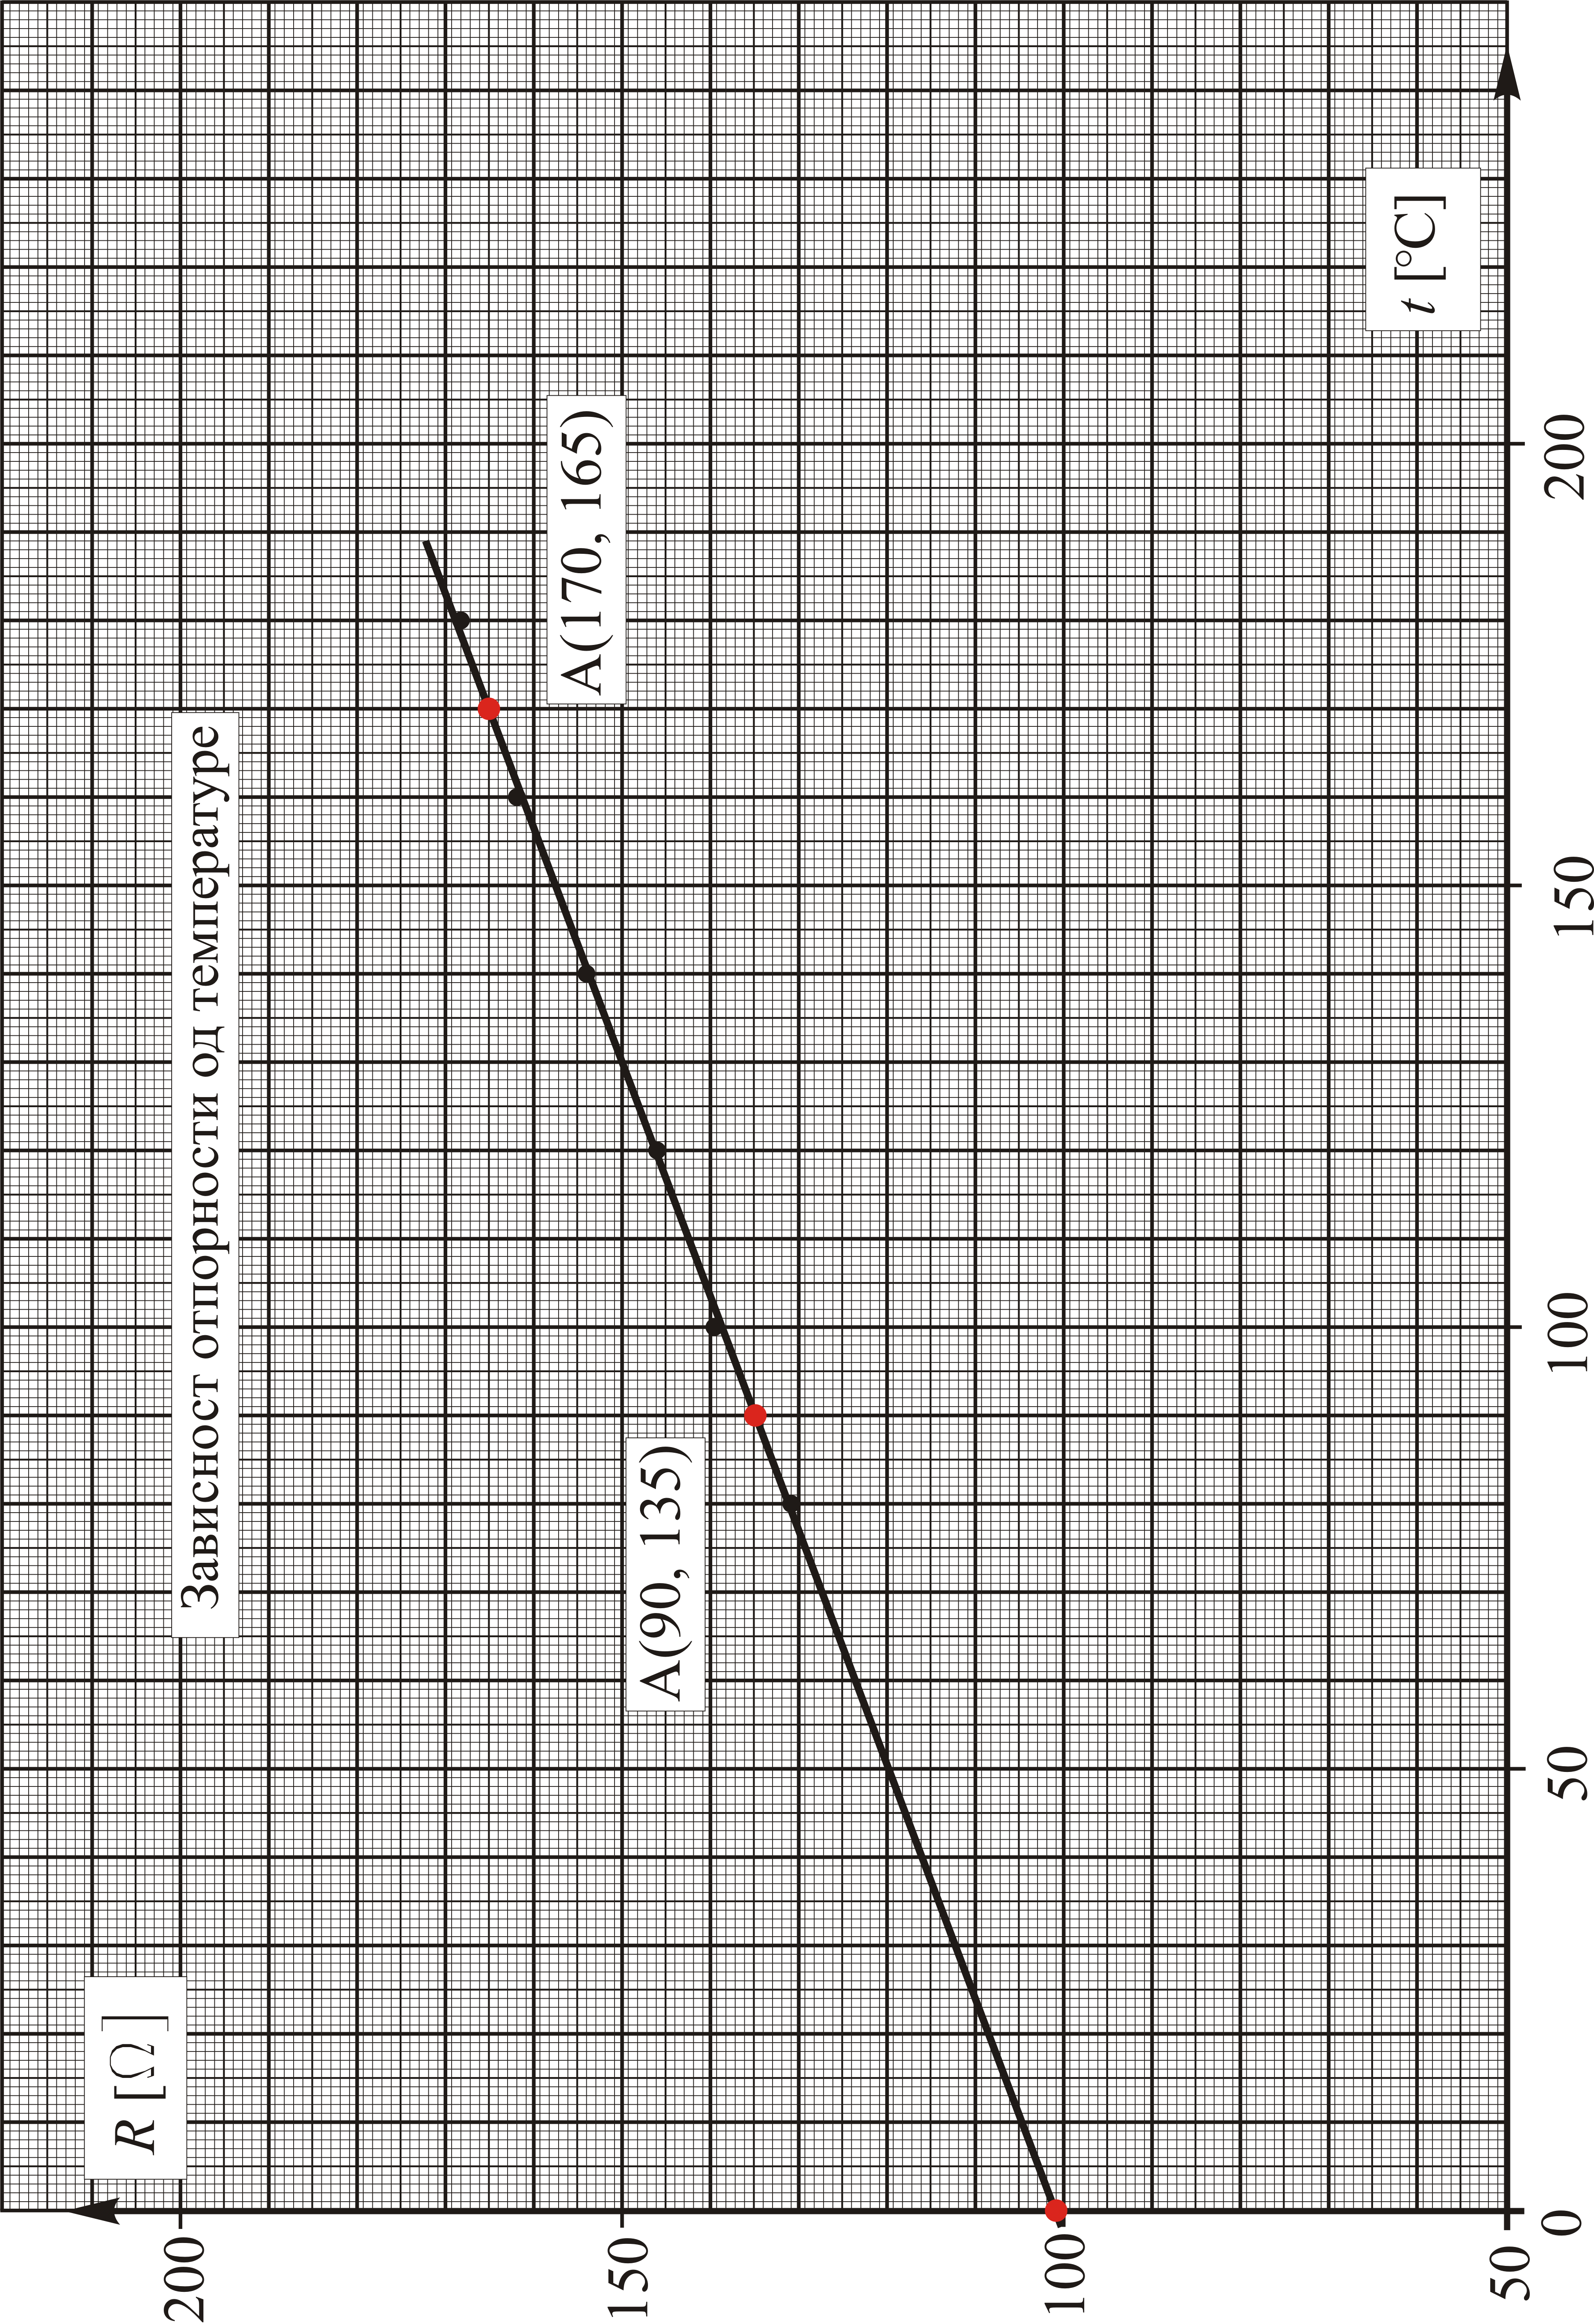 R [Ω]
Зависност отпорности од температуре
200
150
100
50
A(90, 135)
A(170, 165)
0
50
100
150
200
t [°C]